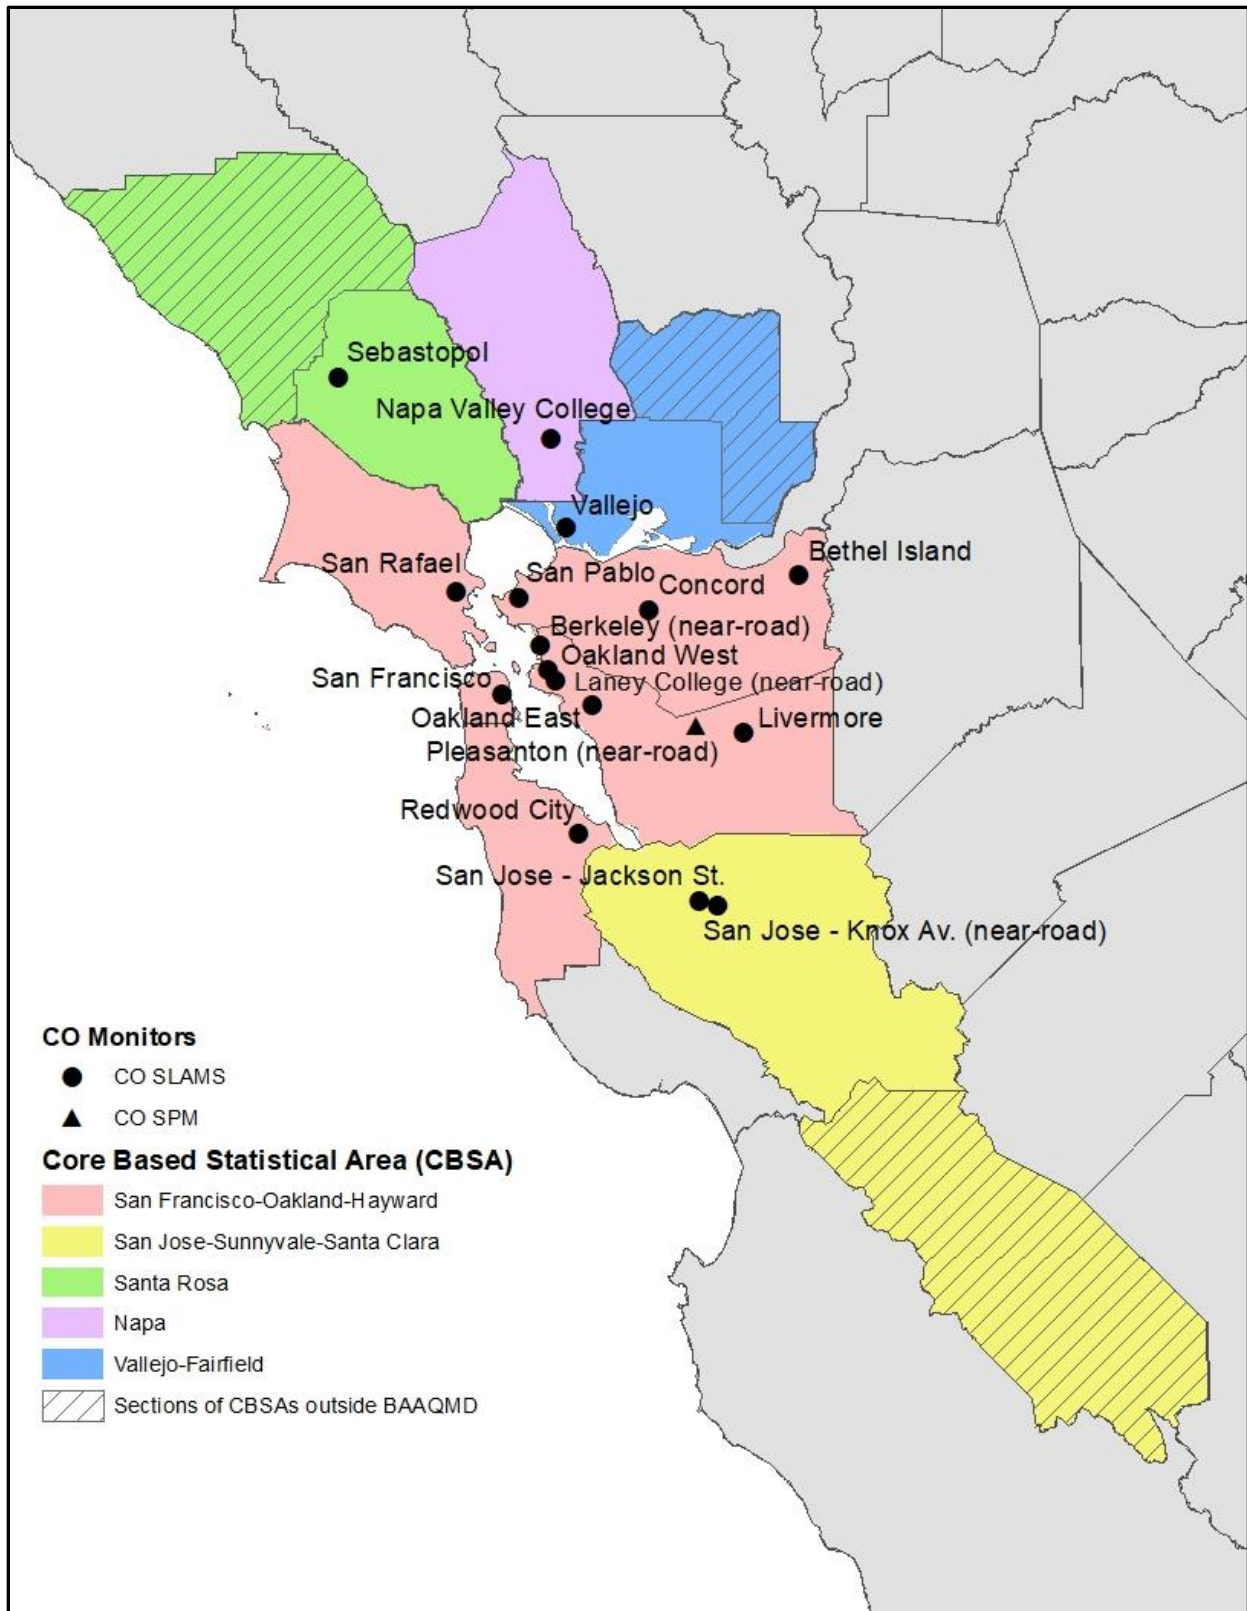 Sebastopol
Napa Valley College
Vallejo
Bethel Island
San Rafael
San Pablo
Concord
Berkeley (near-road)
Oakland West
San Francisco
Laney College (near-road)
Oakland East
Livermore
Pleasanton (near-road)
Redwood City
San Jose - Jackson St.
San Jose - Knox Av. (near-road)
CO Monitors
CO SLAMS
CO SPM
Core Based Statistical Area (CBSA)
San Francisco-Oakland-Hayward
San Jose-Sunnyvale-Santa Clara
Santa Rosa
Napa
Vallejo-Fairfield
Sections of CBSAs outside BAAQMD